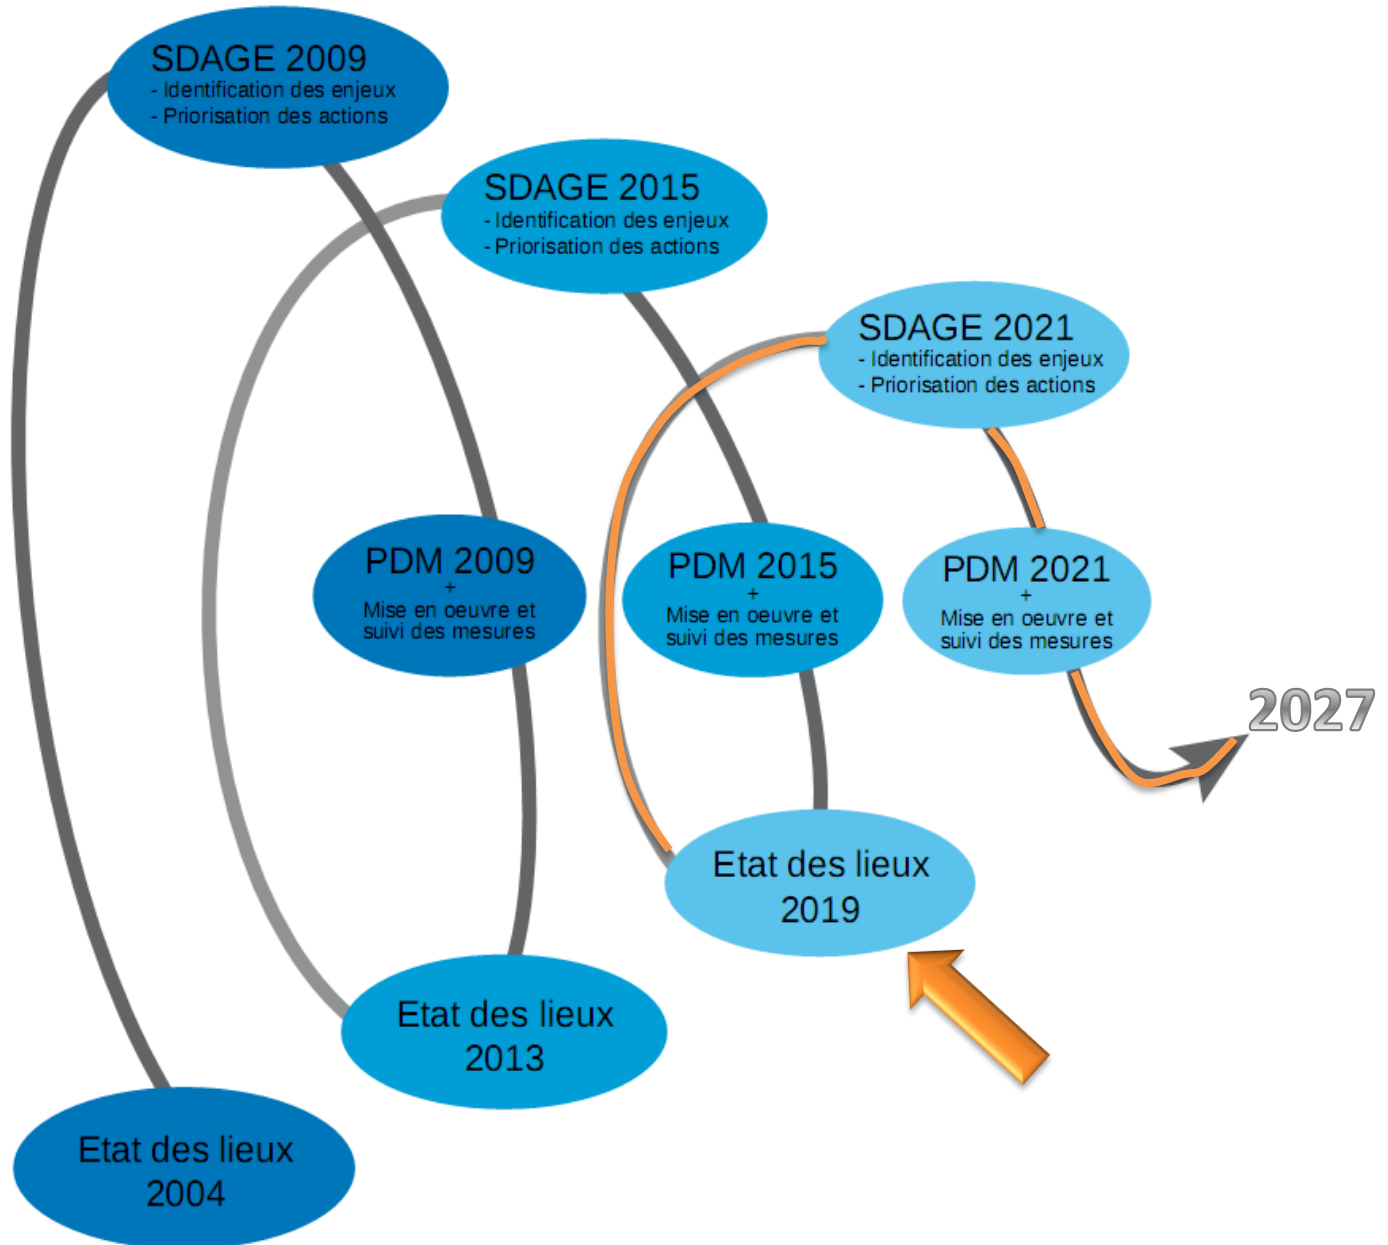 SDAGE 2009
- Identification des enjeux
- Priorisation des actions
SDAGE 2015
- Identification des enjeux
- Priorisation des actions
SDAGE 2021
- Identification des enjeux
- Priorisation des actions
PDM 2009
+
Mise en oeuvre et
suivi des mesures
PDM 2015
+
Mise en oeuvre et
suivi des mesures
PDM 2021
+
Mise en oeuvre et
suivi des mesures
2027
Etat des lieux
2019
Etat des lieux
2013
Etat des lieux
2004